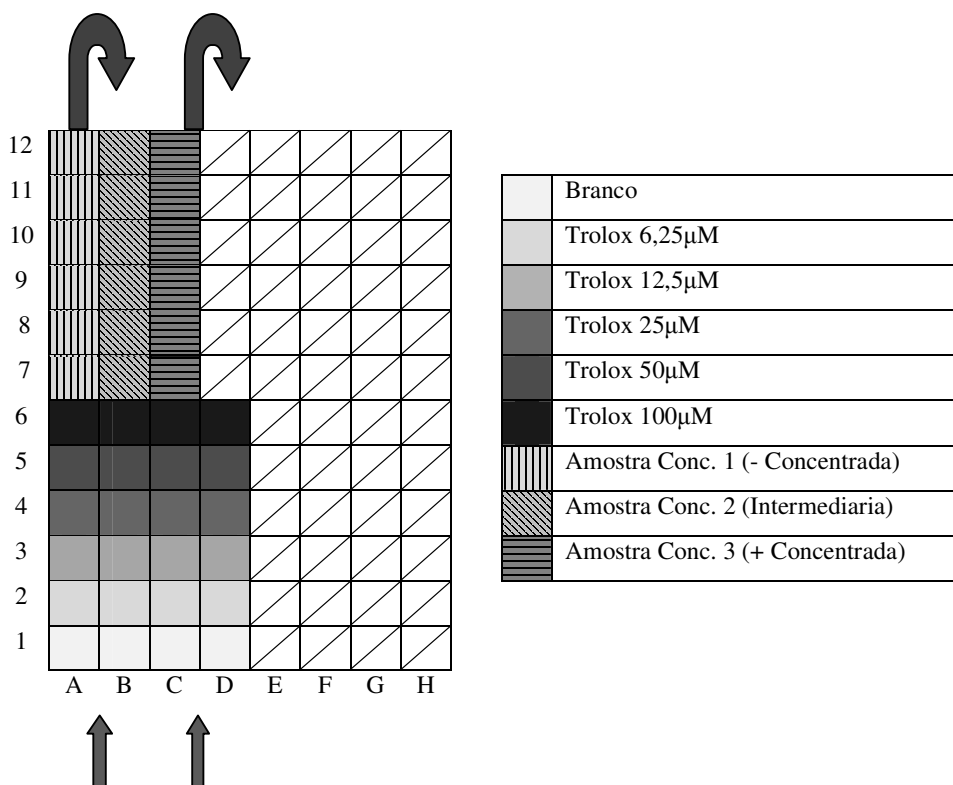 12
11
10
9
8
7
6
5
4
3
2
1
A B C D E F G H
Branco
Trolox 6,25µM
Trolox 12,5µM
Trolox 25µM
Trolox 50µM
Trolox 100µM
Amostra Conc. 1 (- Concentrada)
Amostra Conc. 2 (Intermediaria)
Amostra Conc. 3 (+ Concentrada)